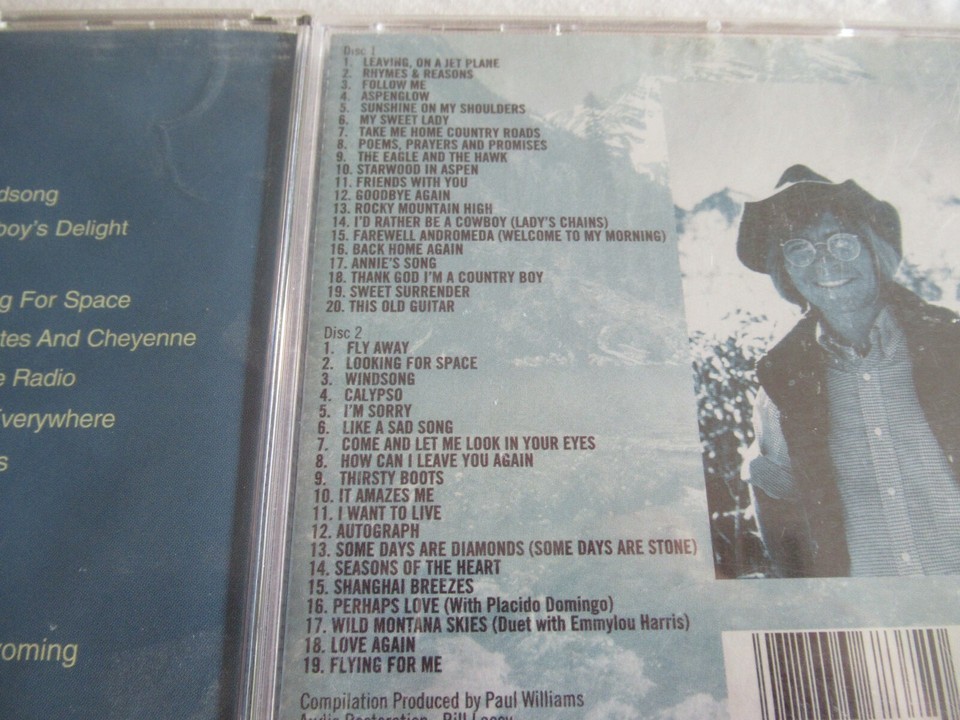 dsong
boy's Delight
g For Space
tes And Cheyenne
e Radio
Everywhere
s
yoming
Disc 1
1. LEAVING, ON A JET PLANE
2. RHYMES & REASONS
3. FOLLOW ME
4. ASPENGLOW
5. SUNSHINE ON MY SHOULDERS
6. MY SWEET LADY
7. TAKE ME HOME COUNTRY ROADS
8. POEMS, PRAYERS AND PROMISES
9. THE EAGLE AND THE HAWK
10. STARWOOD IN ASPEN
11. FRIENDS WITH YOU
12. GOODBYE AGAIN
13. ROCKY MOUNTAIN HIGH
14. I'D RATHER BE A COWBOY (LADY'S CHAINS)
15. FAREWELL ANDROMEDA (WELCOME TO MY MORNING)
16. BACK HOME AGAIN
17. ANNIE'S SONG
18. THANK GOD I'M A COUNTRY BOY
19. SWEET SURRENDER
20. THIS OLD GUITAR
Disc 2
1. FLY AWAY
2. LOOKING FOR SPACE
3. WINDSONG
4. CALYPSO
5. I'M SORRY
6. LIKE A SAD SONG
7. COME AND LET ME LOOK IN YOUR EYES
8. HOW CAN I LEAVE YOU AGAIN
9. THIRSTY BOOTS
10. IT AMAZES ME
11. I WANT TO LIVE
12. AUTOGRAPH
13. SOME DAYS ARE DIAMONDS (SOME DAYS ARE STONE)
14. SEASONS OF THE HEART
15. SHANGHAI BREEZES
16. PERHAPS LOVE (With Placido Domingo)
17. WILD MONTANA SKIES (Duet with Emmylou Harris)
18. LOVE AGAIN
19. FLYING FOR ME
Compilation Produced by Paul Williams
Audio Restoration - Bill Lacey